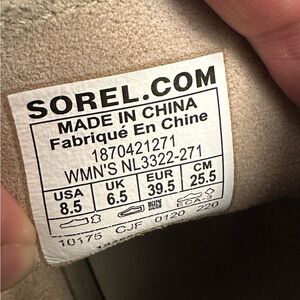 SOREL.COM
MADE IN CHINA
Fabriqué En Chine
1870421271
WMN'S NL3322-271
USA UK EUR CM
8.5 6.5 39.5 25.5
10175 CJF 0120 220